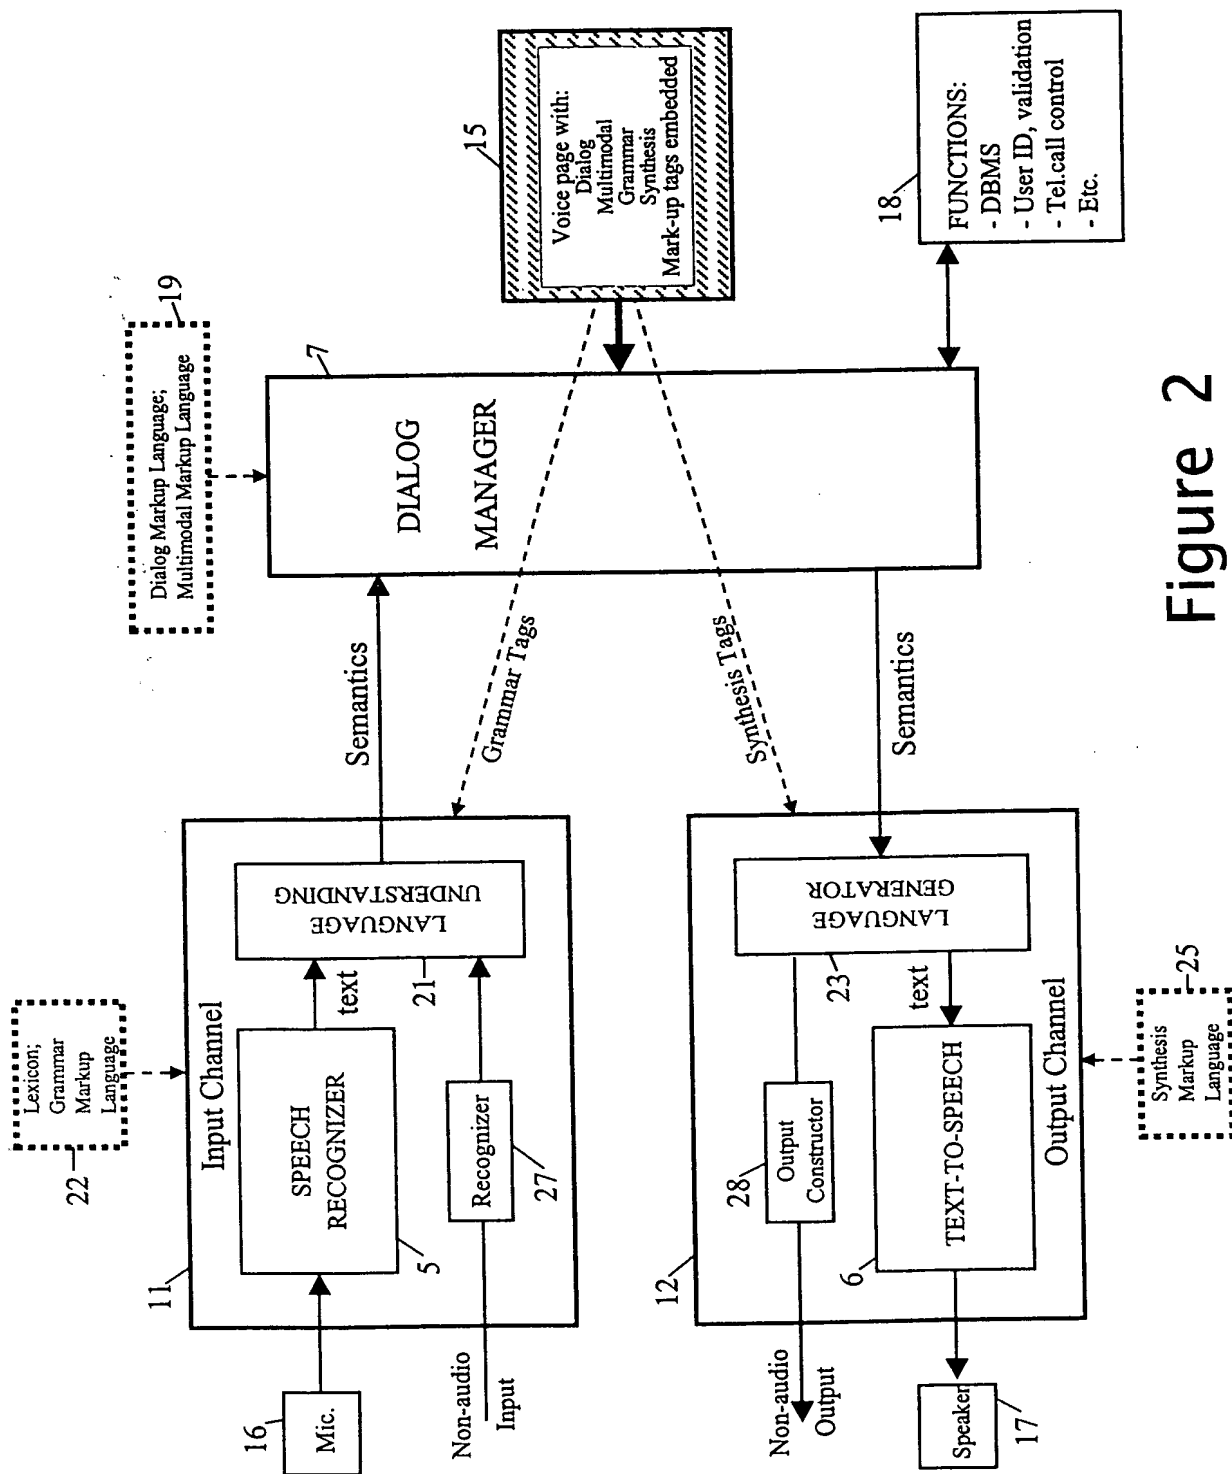 22
Lexicon;
Grammar
Markup
Language
Dialog Markup Language;
Multimodal Markup Language
19
11
Input Channel
16
Mic.
SPEECH
RECOGNIZER
5
text
LANGUAGE
UNDERSTANDING
21
Non-audio
Input
Recognizer
27
Semantics
Grammar Tags
7
DIALOG
MANAGER
15
Voice page with:
Dialog
Multimodal
Grammar
Synthesis
Mark-up tags embedded
Synthesis Tags
Semantics
12
Non-audio
Output
28
Output
Constructor
LANGUAGE
GENERATOR
23
text
6
TEXT-TO-SPEECH
Speaker
17
Output Channel
Synthesis
Markup
Language
25
18
FUNCTIONS:
- DBMS
- User ID, validation
- Tel.call control
- Etc.
Figure 2